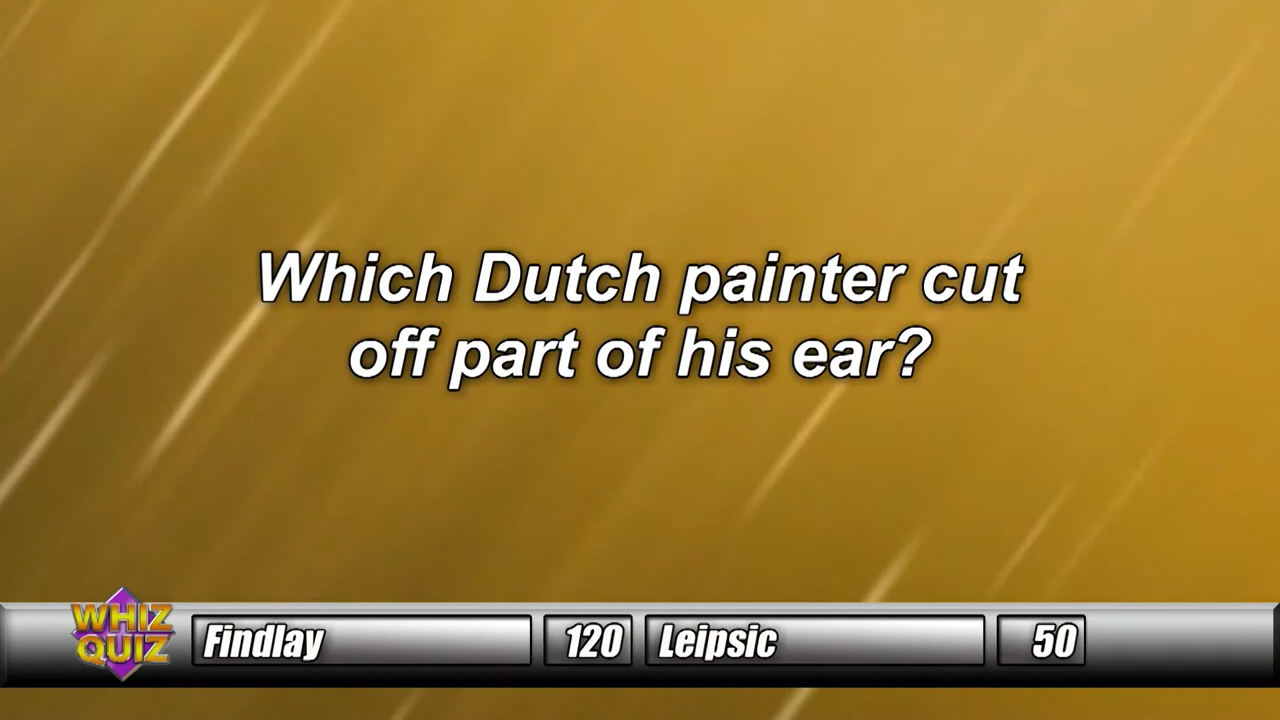 Which Dutch painter cut
off part of his ear?
WHIZ
QUIZ
Findlay 120 Leipsic 50